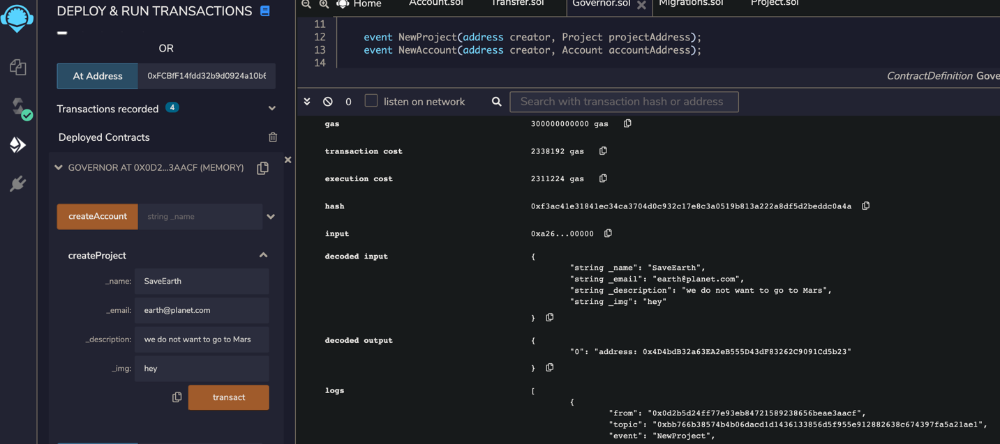 DEPLOY & RUN TRANSACTIONS
OR
At Address 0xFCBfF14fdd32b9d0924a10b6
Transactions recorded 4
Deployed Contracts
GOVERNOR AT 0X0D2...3AACF (MEMORY)
createAccount string _name
createProject
_name: SaveEarth
_email: earth@planet.com
_description: we do not want to go to Mars
_img: hey
transact
Home Account.sol Transfer.sol Governor.sol Migrations.sol Project.sol
11
12 event NewProject(address creator, Project projectAddress);
13 event NewAccount(address creator, Account accountAddress);
14
ContractDefinition Gove
0 listen on network Search with transaction hash or address
gas 300000000000 gas
transaction cost 2338192 gas
execution cost 2311224 gas
hash 0xf3ac41e31841ec34ca3704d0c932c17e8c3a0519b813a222a8df5d2beddc0a4a
input 0xa26...00000
decoded input {
"string _name": "SaveEarth",
"string _email": "earth@planet.com",
"string _description": "we do not want to go to Mars",
"string _img": "hey"
}
decoded output {
"0": "address: 0x4D4bdB32a63EA2eB555D43dF83262C9091Cd5b23"
}
logs [
{
"from": "0x0d2b5d24ff77e93eb84721589238656beae3aacf",
"topic": "0xbb766b38574b4b06dacd1d1436133856d5f955e912882638c674397fa5a21ae1",
"event": "NewProject",